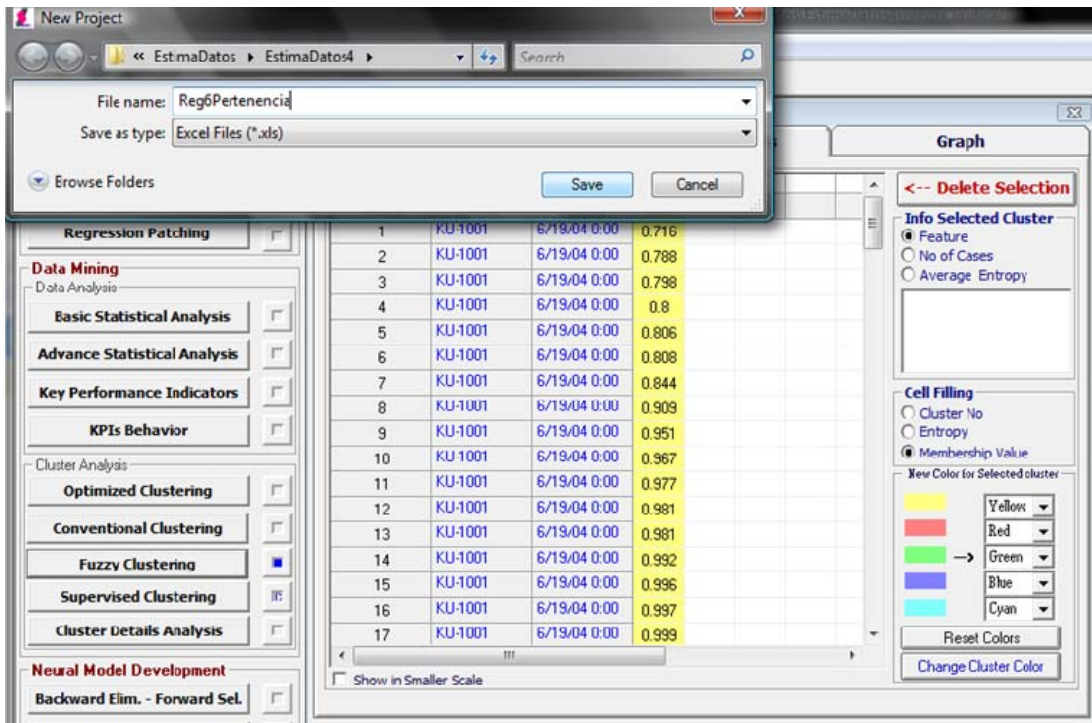 New Project
« EstimaDatos ▸ EstimaDatos4 ▸
Search
File name: Reg6Pertenencia
Save as type: Excel Files (*.xls)
Browse Folders
Save
Cancel
Graph
<-- Delete Selection
Info Selected Cluster
Feature
No of Cases
Average Entropy
Cell Filling
Cluster No
Entropy
Membership Value
New Color for Selected cluster
Yellow
Red
--> Green
Blue
Cyan
Reset Colors
Change Cluster Color
Regression Patching
Data Mining
Data Analysis
Basic Statistical Analysis
Advance Statistical Analysis
Key Performance Indicators
KPIs Behavior
Cluster Analysis
Optimized Clustering
Conventional Clustering
Fuzzy Clustering
Supervised Clustering
Cluster Details Analysis
Neural Model Development
Backward Elim. - Forward Sel.
1 KU-1001 6/19/04 0:00 0.716
2 KU-1001 6/19/04 0:00 0.788
3 KU-1001 6/19/04 0:00 0.798
4 KU-1001 6/19/04 0:00 0.8
5 KU-1001 6/19/04 0:00 0.806
6 KU-1001 6/19/04 0:00 0.808
7 KU-1001 6/19/04 0:00 0.844
8 KU-1001 6/19/04 0:00 0.909
9 KU-1001 6/19/04 0:00 0.951
10 KU-1001 6/19/04 0:00 0.967
11 KU-1001 6/19/04 0:00 0.977
12 KU-1001 6/19/04 0:00 0.981
13 KU-1001 6/19/04 0:00 0.981
14 KU-1001 6/19/04 0:00 0.992
15 KU-1001 6/19/04 0:00 0.996
16 KU-1001 6/19/04 0:00 0.997
17 KU-1001 6/19/04 0:00 0.999
Show in Smaller Scale